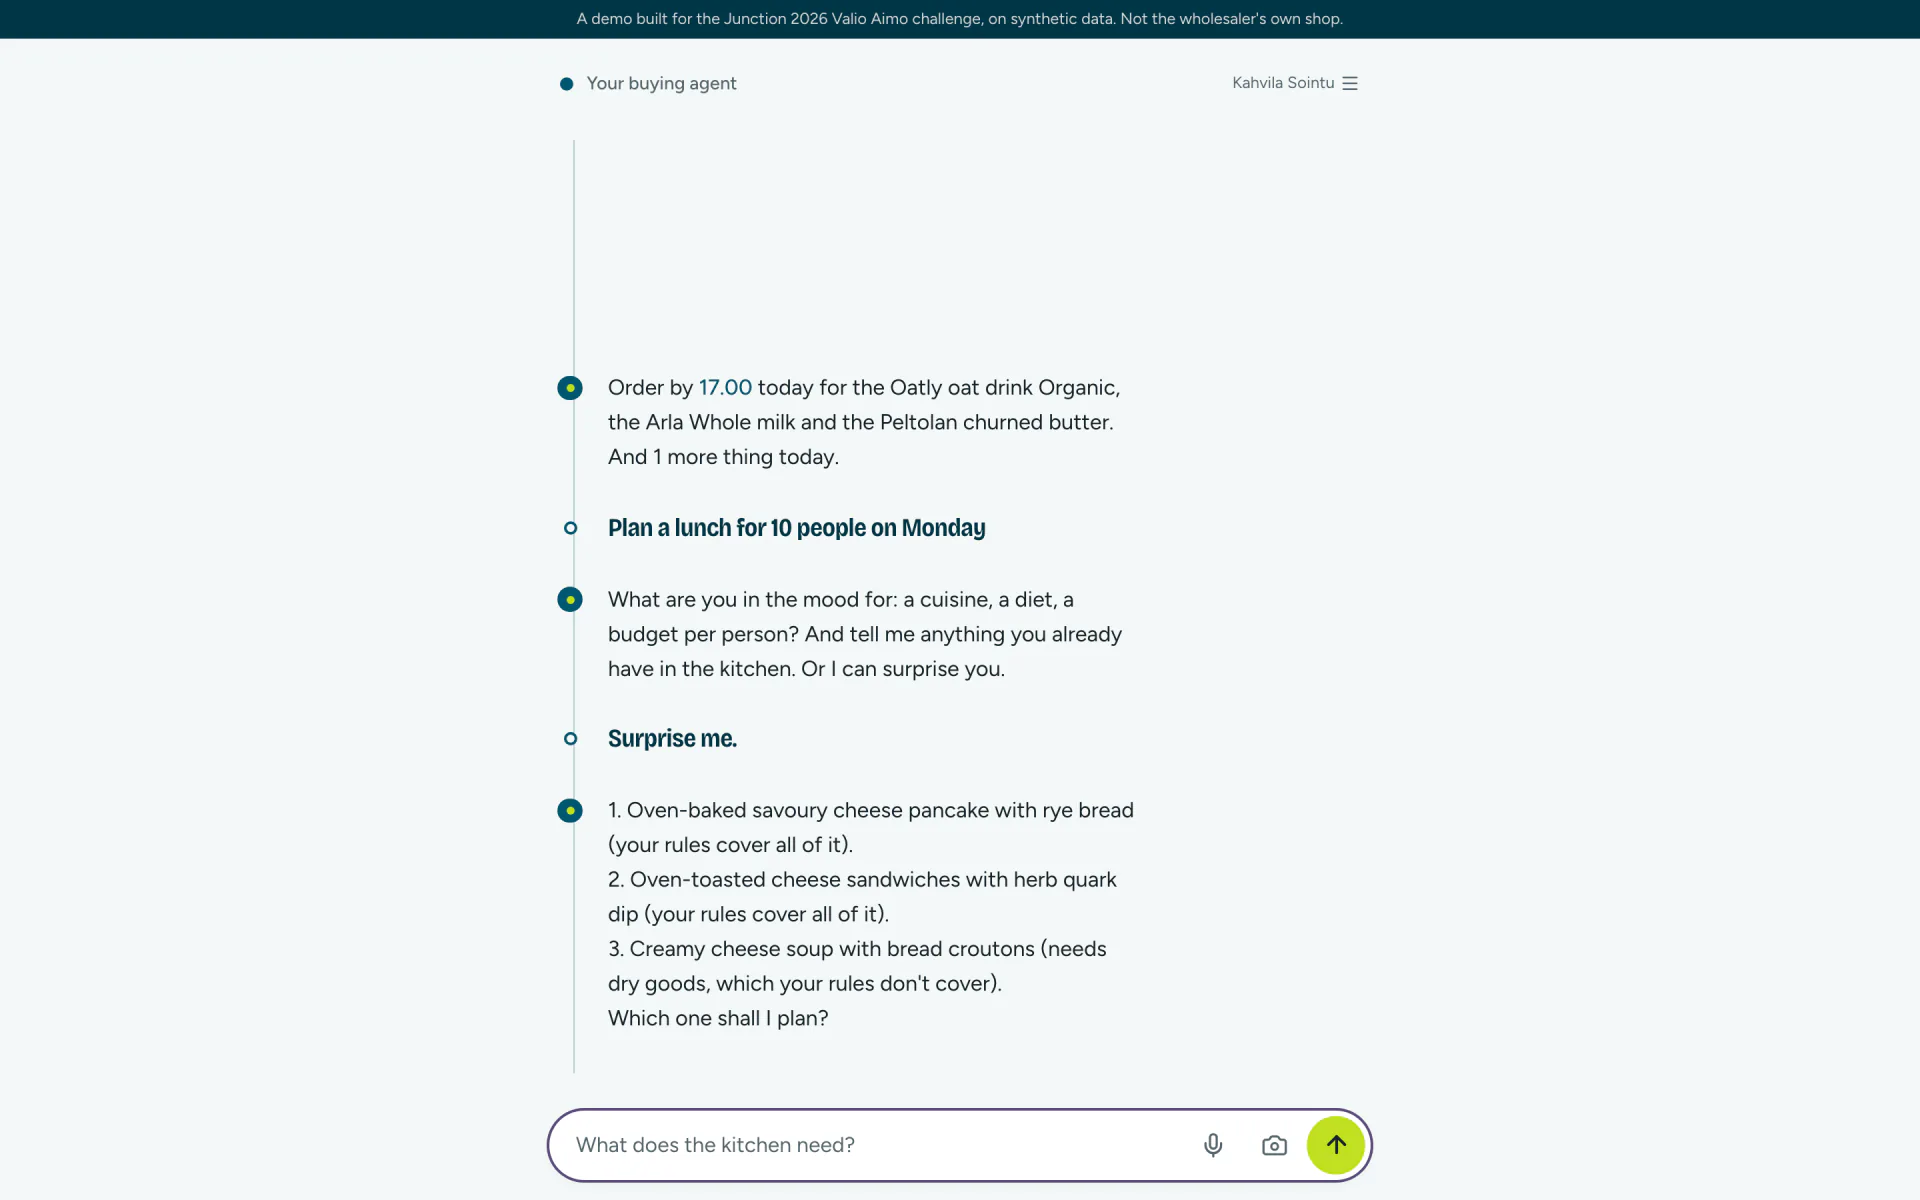 A demo built for the Junction 2026 Valio Aimo challenge, on synthetic data. Not the wholesaler's own shop.
Your buying agent
Kahvila Sointu
Order by 17.00 today for the Oatly oat drink Organic,
the Arla Whole milk and the Peltolan churned butter.
And 1 more thing today.
Plan a lunch for 10 people on Monday
What are you in the mood for: a cuisine, a diet, a
budget per person? And tell me anything you already
have in the kitchen. Or I can surprise you.
Surprise me.
1. Oven-baked savoury cheese pancake with rye bread
(your rules cover all of it).
2. Oven-toasted cheese sandwiches with herb quark
dip (your rules cover all of it).
3. Creamy cheese soup with bread croutons (needs
dry goods, which your rules don't cover).
Which one shall I plan?
What does the kitchen need?